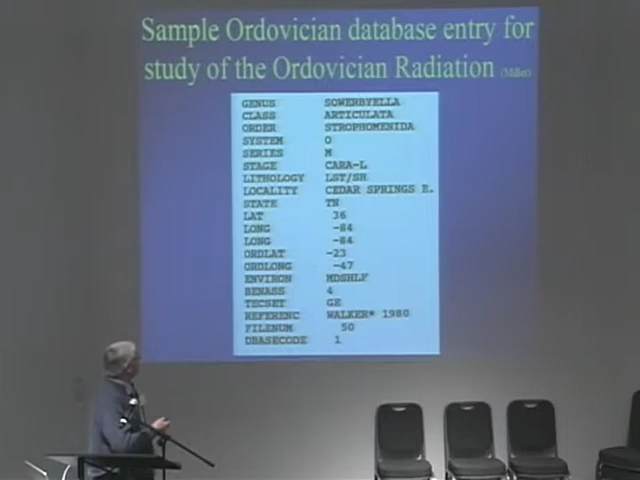 Sample Ordovician database entry for
study of the Ordovician Radiation (Miller)
GENUS SOWERBYELLA
CLASS ARTICULATA
ORDER STROPHOMENIDA
SYSTEM O
SERIES M
STAGE CARA-L
LITHOLOGY LST/SH
LOCALITY CEDAR SPRINGS E.
STATE TN
LAT 36
LONG -84
LONG -84
ORDLAT -23
ORDLONG -47
ENVIRON MDSHLF
BENASS 4
TECSET GE
REFERENC WALKER* 1980
FILENUM 50
DBASECODE 1